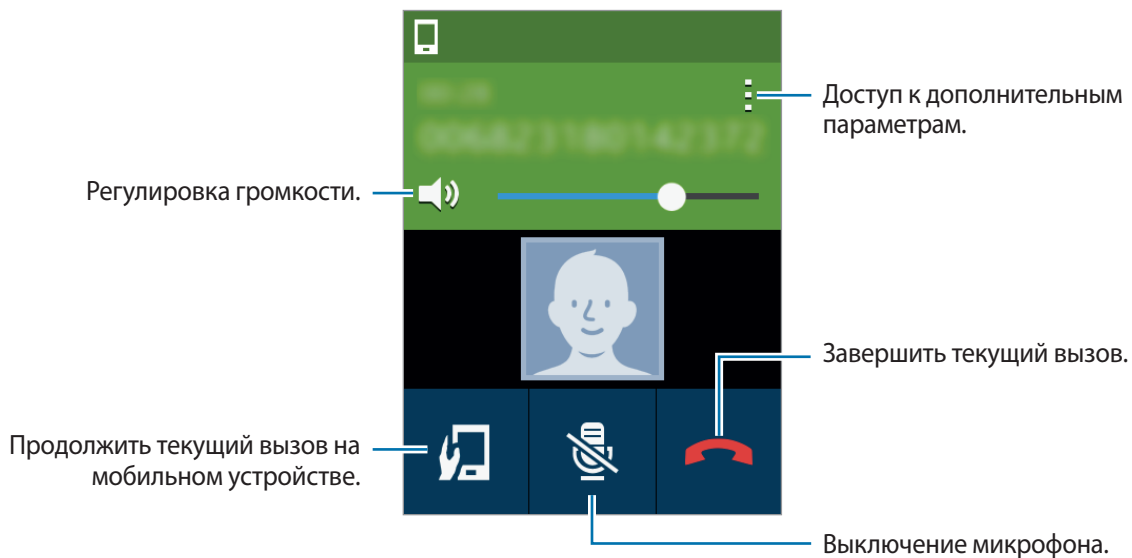 Доступ к дополнительным
параметрам.
Регулировка громкости.
Завершить текущий вызов.
Продолжить текущий вызов на
мобильном устройстве.
Выключение микрофона.